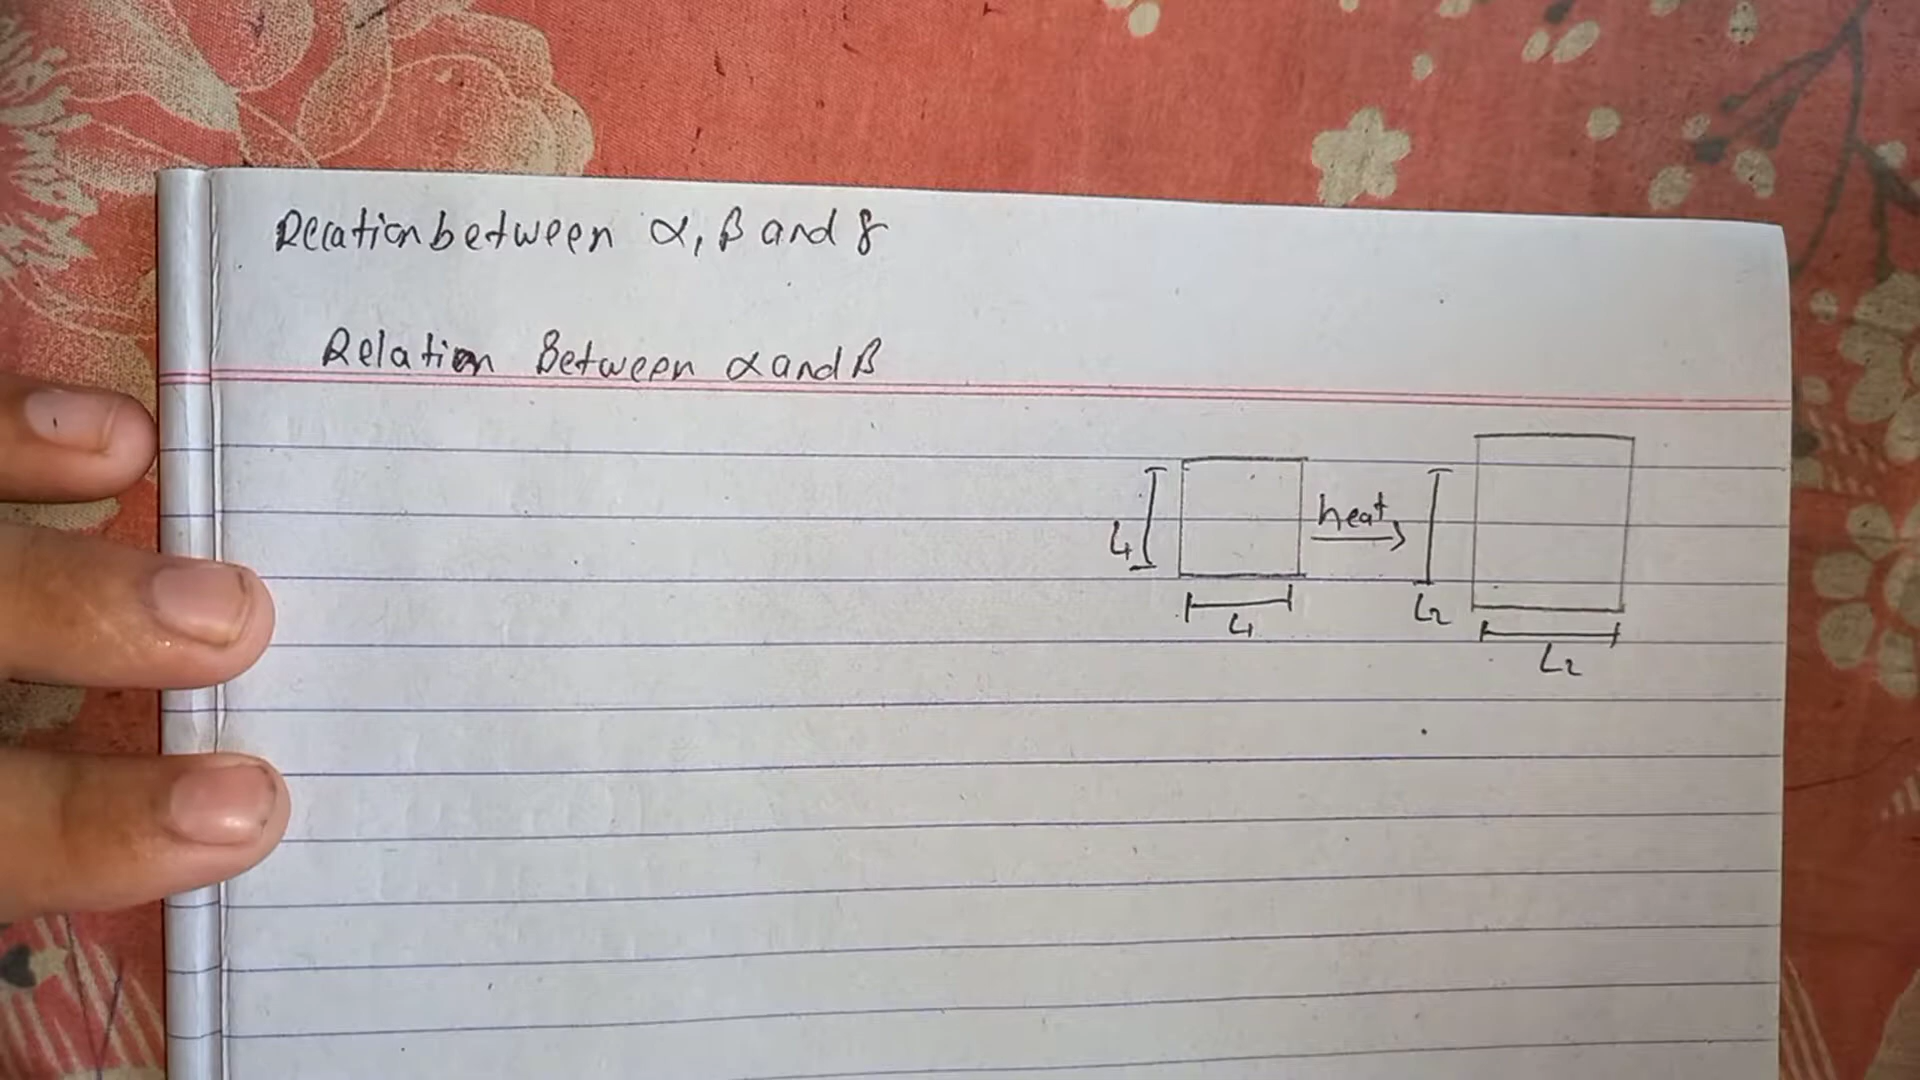 Relation between α, β and γ
Relation Between α and β
L1
heat
L2
L1
L2